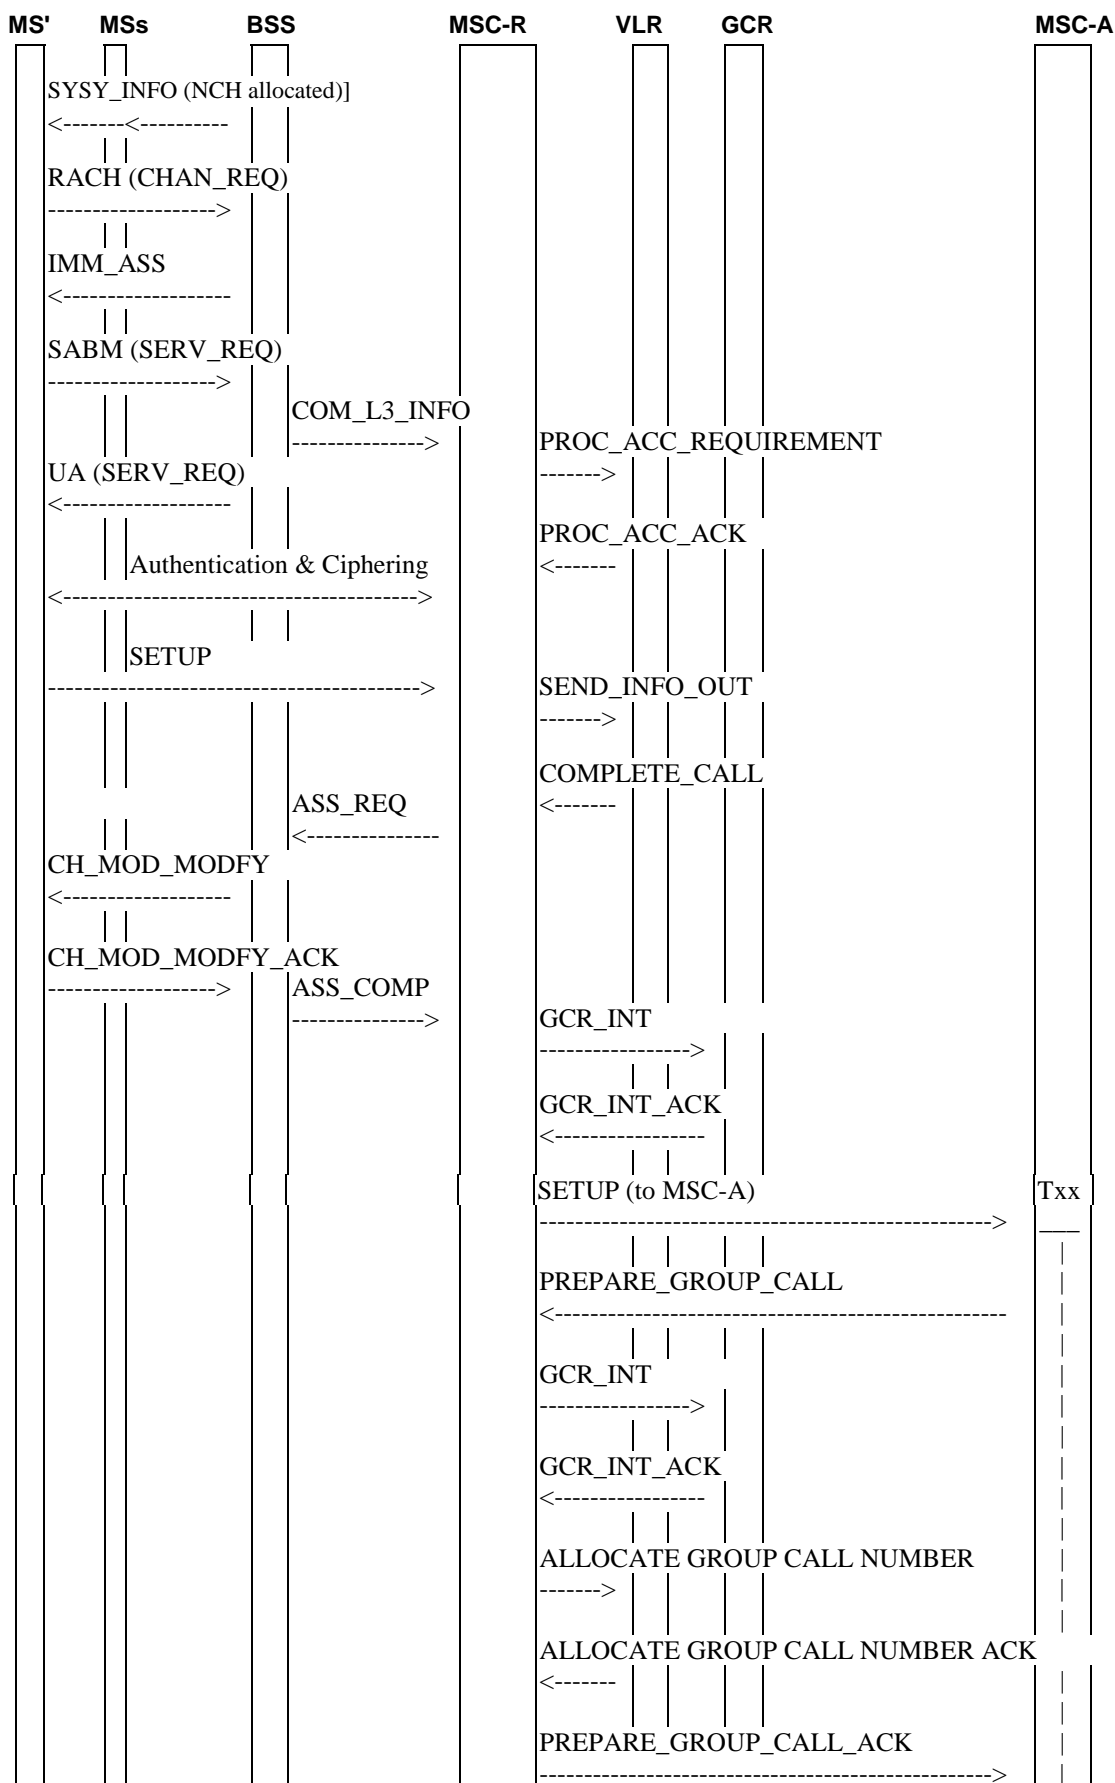 MS' MSs BSS MSC-R VLR GCR MSC-A
SYSY_INFO (NCH allocated)]
<-------<----------
RACH (CHAN_REQ)
------------------->
IMM_ASS
<-------------------
SABM (SERV_REQ)
------------------->
COM_L3_INFO
---------------> PROC_ACC_REQUIREMENT
UA (SERV_REQ) ------->
<-------------------
PROC_ACC_ACK
Authentication & Ciphering <-------
<---------------------------------------->
SETUP
------------------------------------------> SEND_INFO_OUT
------->
COMPLETE_CALL
ASS_REQ <-------
<---------------
CH_MOD_MODFY
<-------------------
CH_MOD_MODFY_ACK
-------------------> ASS_COMP
---------------> GCR_INT
----------------->
GCR_INT_ACK
<-----------------
SETUP (to MSC-A) Txx
---------------------------------------------------> ___
PREPARE_GROUP_CALL
<---------------------------------------------------
GCR_INT
----------------->
GCR_INT_ACK
<-----------------
ALLOCATE GROUP CALL NUMBER
------->
ALLOCATE GROUP CALL NUMBER ACK
<-------
PREPARE_GROUP_CALL_ACK
--------------------------------------------------->